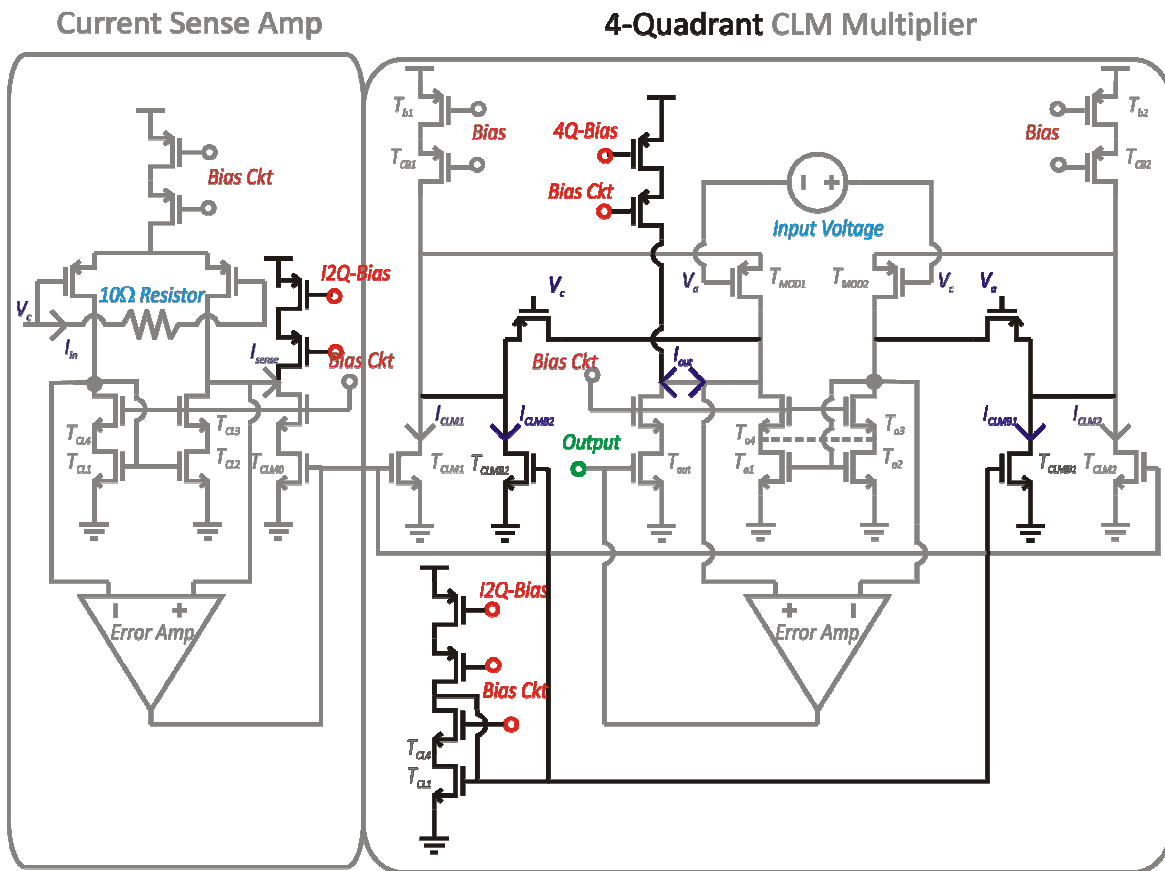 Current Sense Amp
4-Quadrant CLM Multiplier
Tb1
Bias
TCB1
4Q-Bias
Bias Ckt
Input Voltage
Bias
Tb2
TCB2
Bias Ckt
I2Q-Bias
10Ω Resistor
Vc
Iin
Isense
Bias Ckt
Va
TMOD1
TMOD2
Vc
Vc
Va
Bias Ckt
Iout
ICLM1
ICLMB2
ICLMB1
ICLM2
TCL4
TCL3
TCL1
TCL2
TCLM0
TCLM1
TCLMB2
Output
Tout
To4
To3
To1
To2
TCLMB1
TCLM2
Error Amp
Error Amp
I2Q-Bias
Bias Ckt
TCL4
TCL1